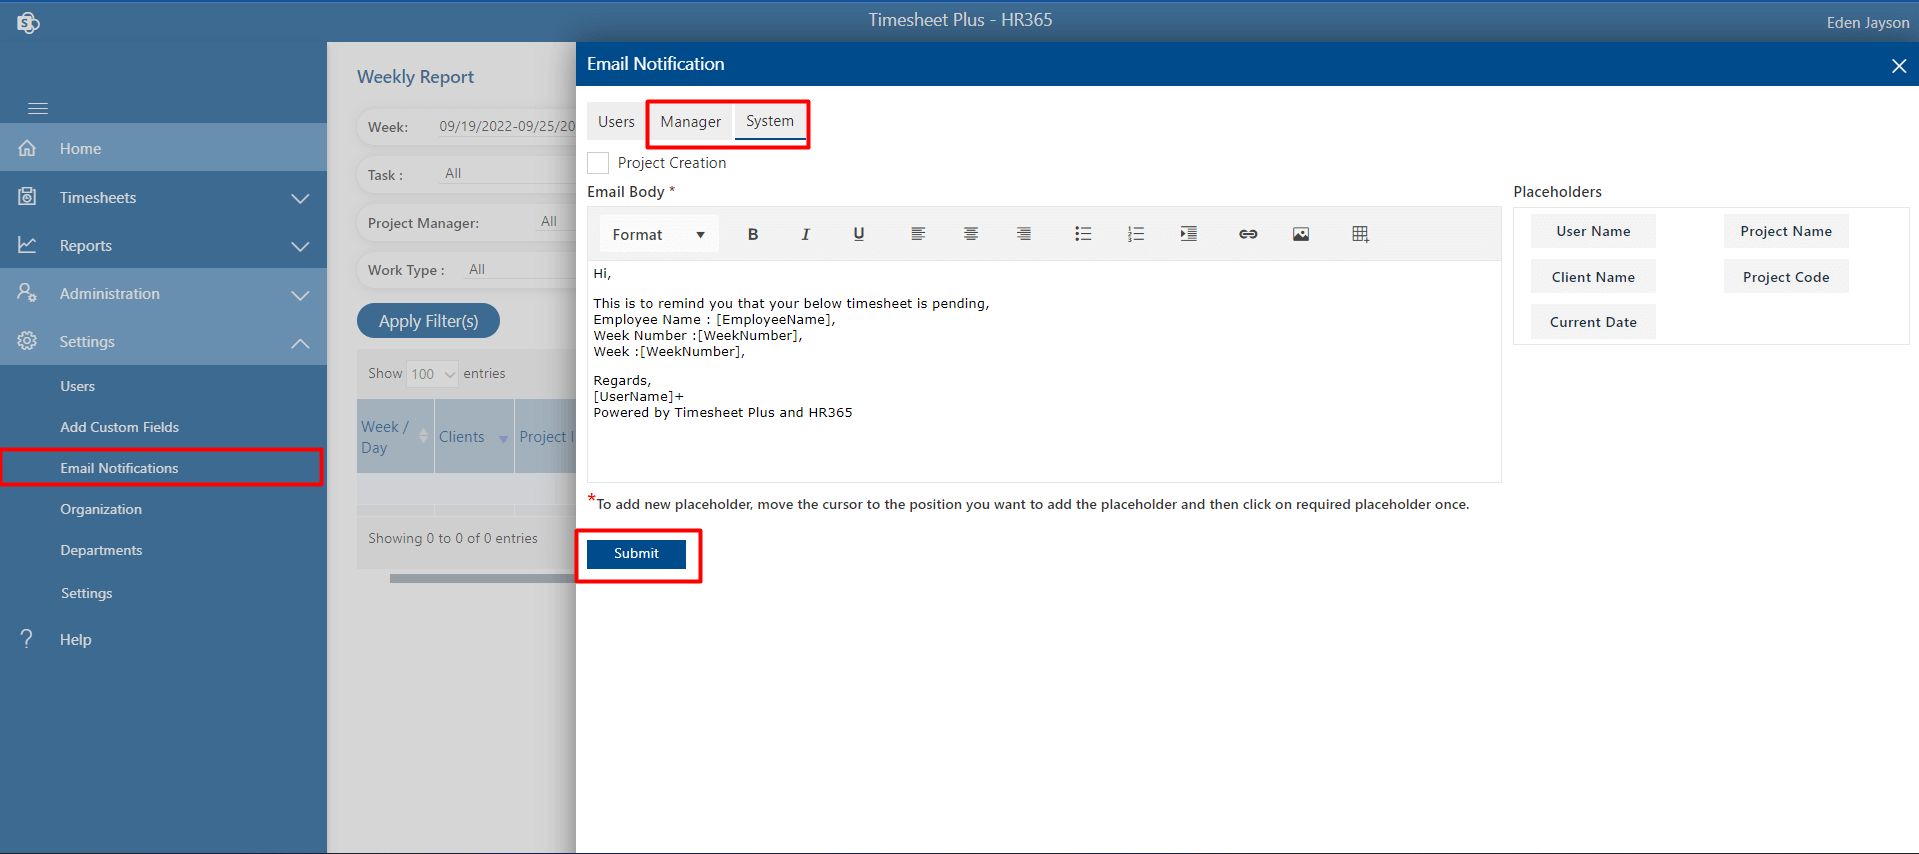 Timesheet Plus - HR365
Eden Jayson
Home
Timesheets
Reports
Administration
Settings
Users
Add Custom Fields
Email Notifications
Organization
Departments
Settings
? Help
Weekly Report
Week: 09/19/2022-09/25/20
Task : All
Project Manager: All
Work Type : All
Apply Filter(s)
Show 100 entries
Week / Day
Clients
Project I
Showing 0 to 0 of 0 entries
Email Notification
Users Manager System
Project Creation
Email Body *
Format B I U
Hi,
This is to remind you that your below timesheet is pending,
Employee Name : [EmployeeName],
Week Number :[WeekNumber],
Week :[WeekNumber],
Regards,
[UserName]+
Powered by Timesheet Plus and HR365
*To add new placeholder, move the cursor to the position you want to add the placeholder and then click on required placeholder once.
Submit
Placeholders
User Name Project Name
Client Name Project Code
Current Date